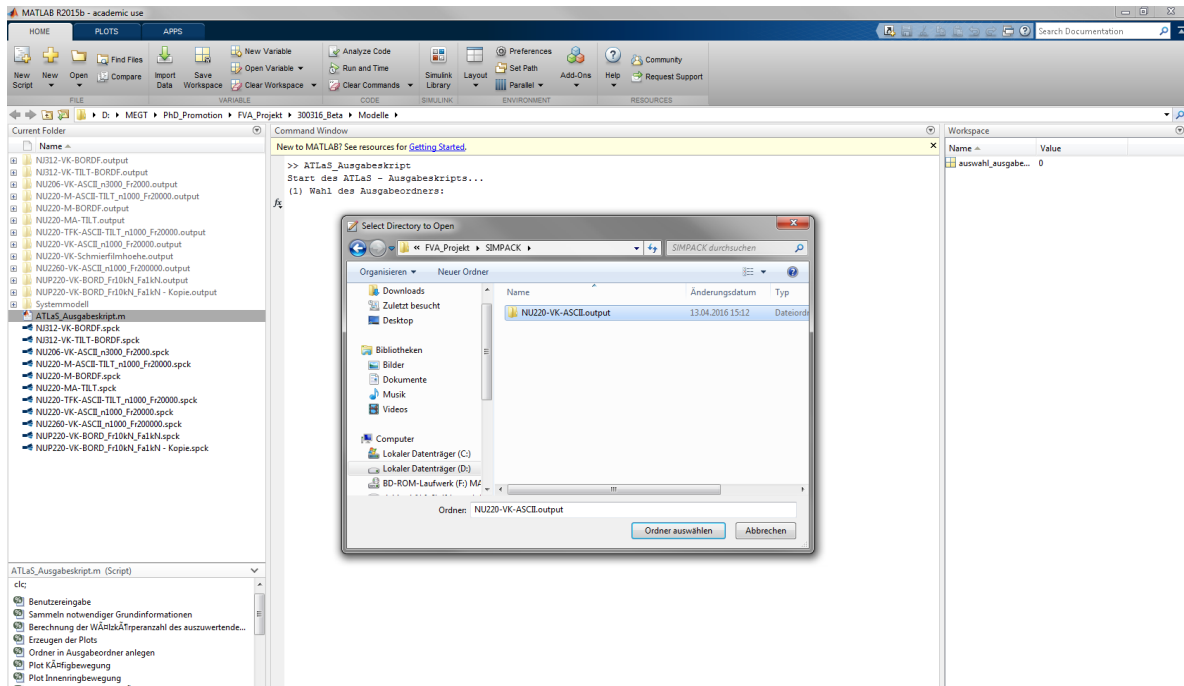 MATLAB R2015b - academic use
HOME PLOTS APPS
Search Documentation
New Script
New
Open
Find Files
Compare
Import Data
Save Workspace
New Variable
Open Variable
Clear Workspace
Analyze Code
Run and Time
Clear Commands
Simulink Library
Layout
Preferences
Set Path
Parallel
Add-Ons
Help
Community
Request Support
FILE VARIABLE CODE SIMULINK ENVIRONMENT RESOURCES
D: MEGT PhD_Promotion FVA_Projekt 300316_Beta Modelle
Current Folder
Name
NJ312-VK-BORDF.output
NJ312-VK-TILT-BORDF.output
NU206-VK-ASCII_n3000_Fr2000.output
NU220-M-ASCII-TILT_n1000_Fr20000.output
NU220-M-BORDF.output
NU220-MA-TILT.output
NU220-TFK-ASCII-TILT_n1000_Fr20000.output
NU220-VK-ASCII_n1000_Fr20000.output
NU220-VK-Schmierfilmhoehe.output
NU2260-VK-ASCII_n1000_Fr200000.output
NUP220-VK-BORD_Fr10kN_Fa1kN.output
NUP220-VK-BORD_Fr10kN_Fa1kN - Kopie.output
Systemmodell
ATLaS_Ausgabeskript.m
NJ312-VK-BORDF.spck
NJ312-VK-TILT-BORDF.spck
NU206-VK-ASCII_n3000_Fr2000.spck
NU220-M-ASCII-TILT_n1000_Fr20000.spck
NU220-M-BORDF.spck
NU220-MA-TILT.spck
NU220-TFK-ASCII-TILT_n1000_Fr20000.spck
NU220-VK-ASCII_n1000_Fr20000.spck
NU2260-VK-ASCII_n1000_Fr200000.spck
NUP220-VK-BORD_Fr10kN_Fa1kN.spck
NUP220-VK-BORD_Fr10kN_Fa1kN - Kopie.spck
ATLaS_Ausgabeskript.m (Script)
clc;
Benutzereingabe
Sammeln notwendiger Grundinformationen
Berechnung der WÃ¤lzkÃ¶rperanzahl des auszuwertende...
Erzeugen der Plots
Ordner in Ausgabeordner anlegen
Plot KÃ¤figbewegung
Plot Innenringbewegung
Command Window
New to MATLAB? See resources for Getting Started.
>> ATLaS_Ausgabeskript
Start des ATLaS - Ausgabeskripts...
(1) Wahl des Ausgabeordners:
fx
Select Directory to Open
« FVA_Projekt SIMPACK
SIMPACK durchsuchen
Organisieren Neuer Ordner
Downloads
Zuletzt besucht
Desktop
Bibliotheken
Bilder
Dokumente
Musik
Videos
Computer
Lokaler Datenträger (C:)
Lokaler Datenträger (D:)
BD-ROM-Laufwerk (F:) MA
Name Änderungsdatum Typ
NU220-VK-ASCII.output 13.04.2016 15:12 Dateiordn
Ordner: NU220-VK-ASCII.output
Ordner auswählen Abbrechen
Workspace
Name Value
auswahl_ausgabe... 0